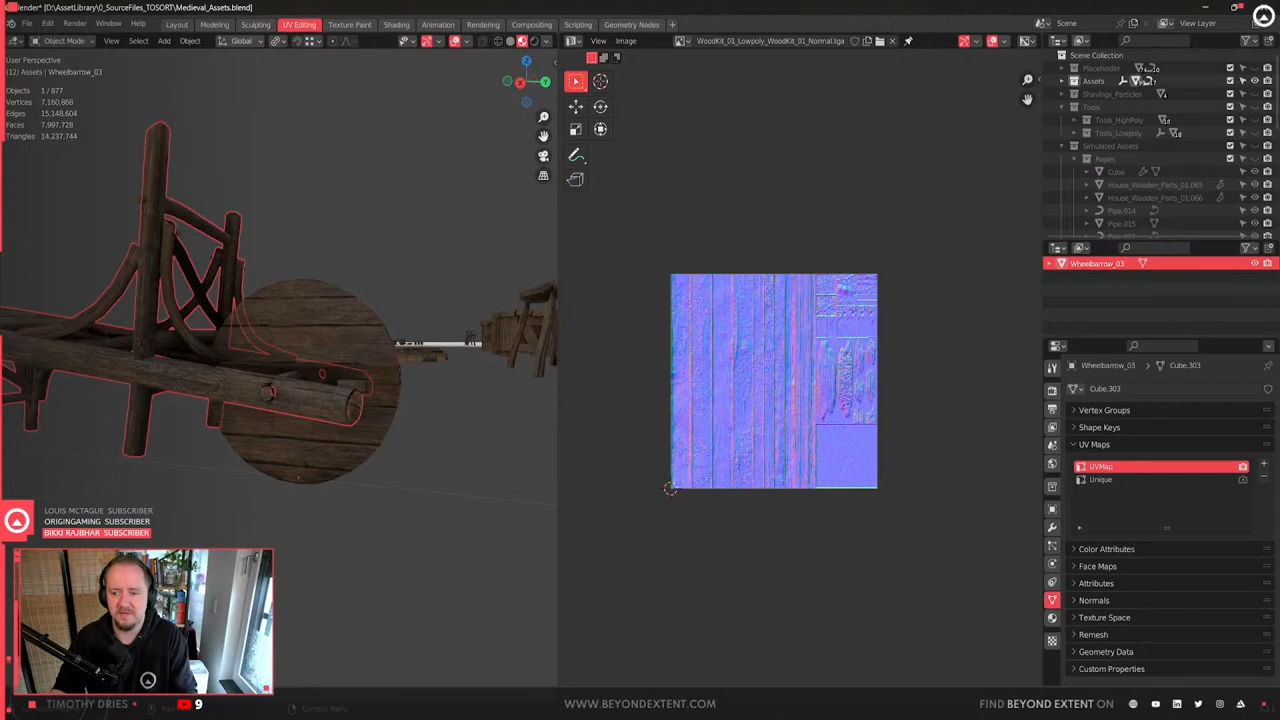 ender* [D:\AssetLibrary\0_SourceFiles_TOSORT\Medieval_Assets.blend]
File Edit Render Window Help Layout Modeling Sculpting UV Editing Texture Paint Shading Animation Rendering Compositing Scripting Geometry Nodes + Scene View Layer
Object Mode View Select Add Object Global View Image WoodKit_01_Lowpoly_WoodKit_01_Normal.tga
User Perspective
(12) Assets | Wheelbarrow_03
Objects 1 / 877
Vertices 7,160,868
Edges 15,148,604
Faces 7,997,728
Triangles 14,237,744
Z
Y
X
Scene Collection
Placeholder
Assets
Shavings_Particles
Tools
Tools_HighPoly
Tools_Lowpoly
Simulated Assets
Ropes
Cube
House_Wooden_Parts_01.065
House_Wooden_Parts_01.066
Pipe.014
Pipe.015
Wheelbarrow_03
Wheelbarrow_03 > Cube.303
Cube.303
Vertex Groups
Shape Keys
UV Maps
UVMap
Unique
Color Attributes
Face Maps
Attributes
Normals
Texture Space
Remesh
Geometry Data
Custom Properties
LOUIS MCTAGUE SUBSCRIBER
ORIGINGAMING SUBSCRIBER
BIKKI RAJBHAR SUBSCRIBER
TIMOTHY DRIES 9 WWW.BEYONDEXTENT.COM FIND BEYOND EXTENT ON